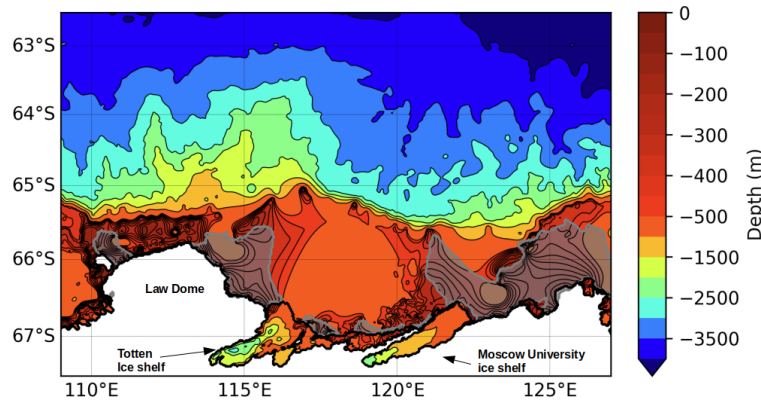 63°S
64°S
65°S
66°S
67°S
110°E
115°E
120°E
125°E
Law Dome
Totten
Ice shelf
Moscow University
ice shelf
0
−100
−200
−300
−400
−500
−1500
−2500
−3500
Depth (m)